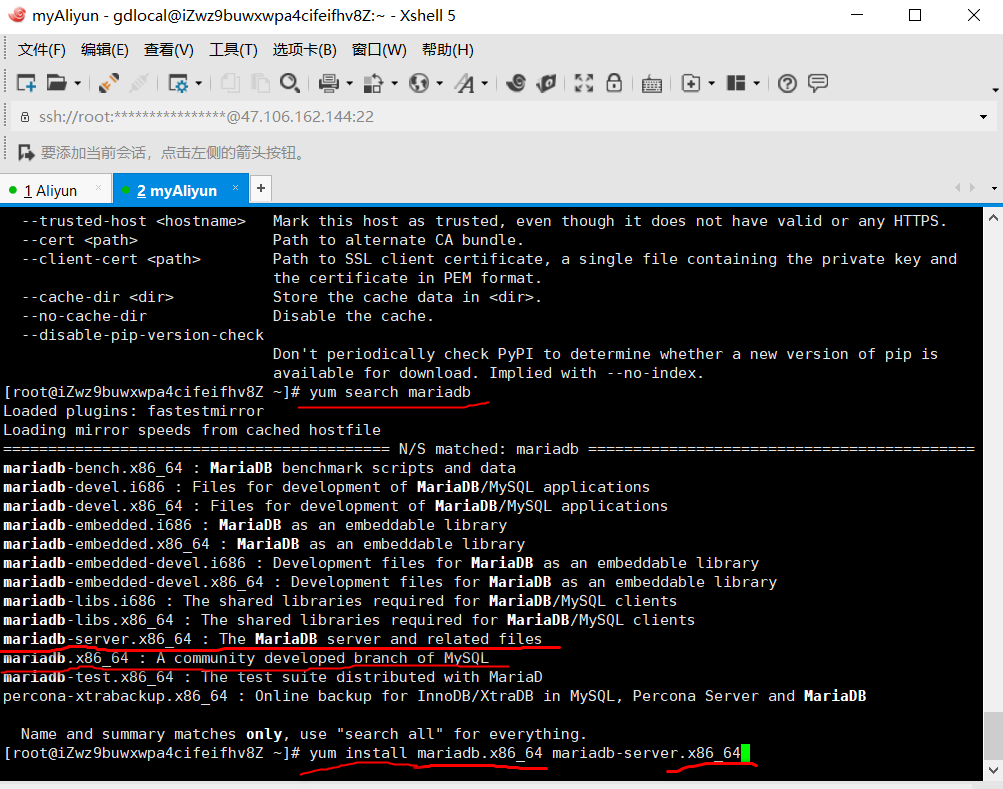 myAliyun - gdlocal@iZwz9buwxwpa4cifeifhv8Z:~ - Xshell 5
文件(F) 编辑(E) 查看(V) 工具(T) 选项卡(B) 窗口(W) 帮助(H)
ssh://root:****************@47.106.162.144:22
要添加当前会话，点击左侧的箭头按钮。
1 Aliyun × 2 myAliyun × +
--trusted-host <hostname> Mark this host as trusted, even though it does not have valid or any HTTPS.
--cert <path> Path to alternate CA bundle.
--client-cert <path> Path to SSL client certificate, a single file containing the private key and
the certificate in PEM format.
--cache-dir <dir> Store the cache data in <dir>.
--no-cache-dir Disable the cache.
--disable-pip-version-check
Don't periodically check PyPI to determine whether a new version of pip is
available for download. Implied with --no-index.
[root@iZwz9buwxwpa4cifeifhv8Z ~]# yum search mariadb
Loaded plugins: fastestmirror
Loading mirror speeds from cached hostfile
=========================================== N/S matched: mariadb ===========================================
mariadb-bench.x86_64 : MariaDB benchmark scripts and data
mariadb-devel.i686 : Files for development of MariaDB/MySQL applications
mariadb-devel.x86_64 : Files for development of MariaDB/MySQL applications
mariadb-embedded.i686 : MariaDB as an embeddable library
mariadb-embedded.x86_64 : MariaDB as an embeddable library
mariadb-embedded-devel.i686 : Development files for MariaDB as an embeddable library
mariadb-embedded-devel.x86_64 : Development files for MariaDB as an embeddable library
mariadb-libs.i686 : The shared libraries required for MariaDB/MySQL clients
mariadb-libs.x86_64 : The shared libraries required for MariaDB/MySQL clients
mariadb-server.x86_64 : The MariaDB server and related files
mariadb.x86_64 : A community developed branch of MySQL
mariadb-test.x86_64 : The test suite distributed with MariaD
percona-xtrabackup.x86_64 : Online backup for InnoDB/XtraDB in MySQL, Percona Server and MariaDB
Name and summary matches only, use "search all" for everything.
[root@iZwz9buwxwpa4cifeifhv8Z ~]# yum install mariadb.x86_64 mariadb-server.x86_64